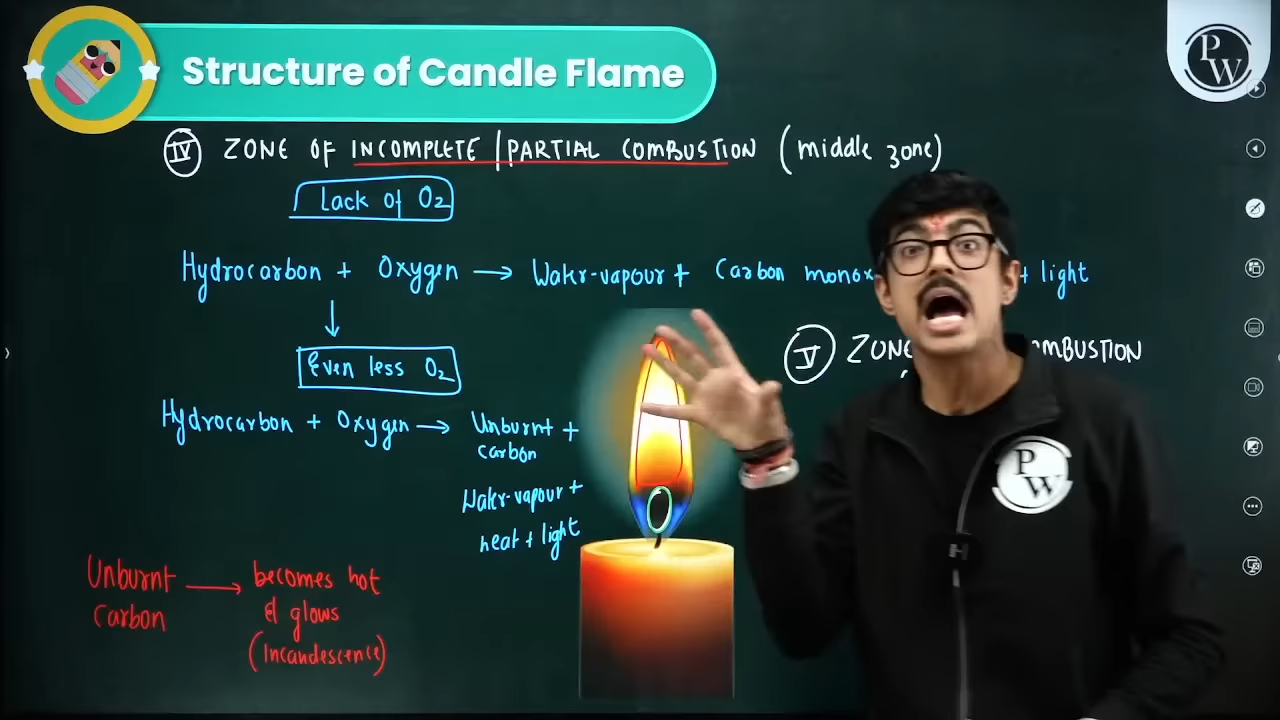 Structure of Candle Flame
PW
IV ZONE OF INCOMPLETE / PARTIAL COMBUSTION (middle zone)
Lack of O2
Hydrocarbon + Oxygen → Water-vapour + Carbon monox + light
V ZONE OMBUSTION
Even less O2
Hydrocarbon + Oxygen → Unburnt +
carbon
Water-vapour +
heat + light
PW
Unburnt → becomes hot
Carbon & glows
(Incandescence)